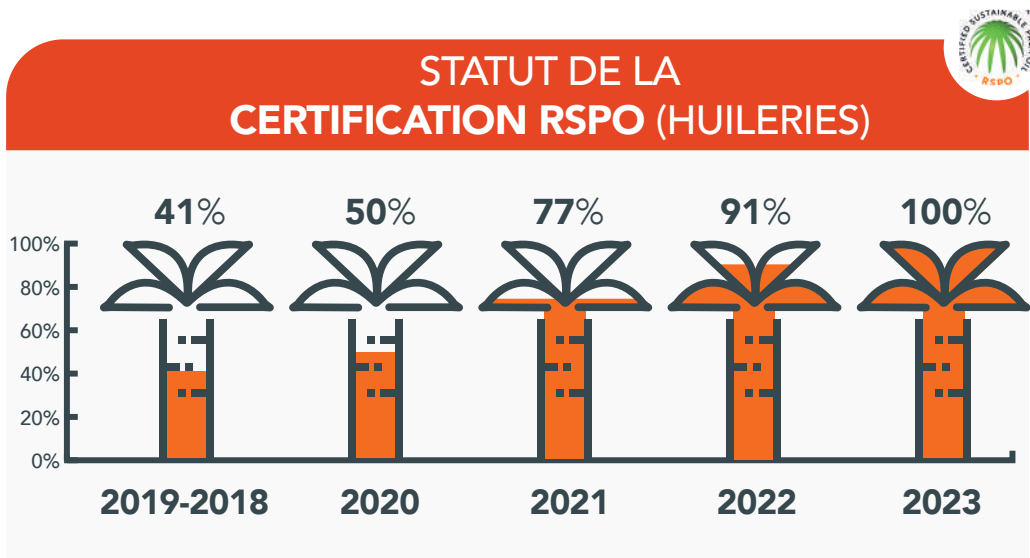 CERTIFIED SUSTAINABLE PALM OIL
RSPO
STATUT DE LA
CERTIFICATION RSPO (HUILERIES)
41% 50% 77% 91% 100%
100%
80%
60%
40%
20%
0%
2019-2018 2020 2021 2022 2023